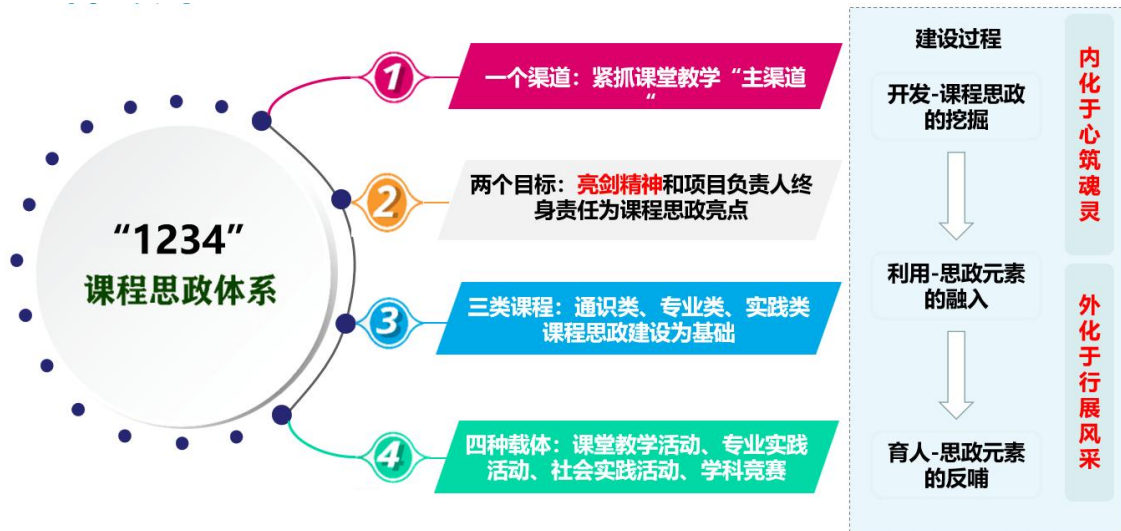 “1234”
课程思政体系
1
一个渠道：紧抓课堂教学“主渠道
“
2
两个目标：亮剑精神和项目负责人终
身责任为课程思政亮点
3
三类课程：通识类、专业类、实践类
课程思政建设为基础
4
四种载体：课堂教学活动、专业实践
活动、社会实践活动、学科竞赛
建设过程
开发-课程思政
的挖掘
利用-思政元素
的融入
育人-思政元素
的反哺
内化于心筑魂灵
外化于行展风采